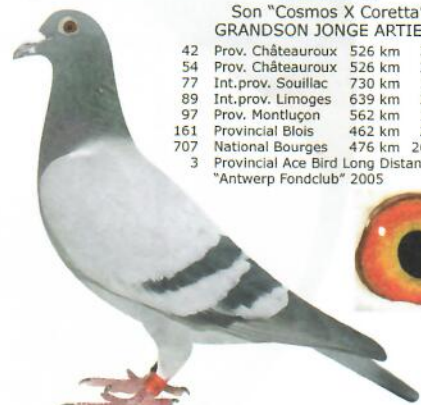 Son "Cosmos X Coretta"
GRANDSON JONGE ARTIE
42 Prov. Châteauroux 526 km
54 Prov. Châteauroux 526 km
77 Int.prov. Souillac 730 km
89 Int.prov. Limoges 639 km
97 Prov. Montluçon 562 km
161 Provincial Blois 462 km
707 National Bourges 476 km
3 Provincial Ace Bird Long
"Antwerp Fondclub" 2005